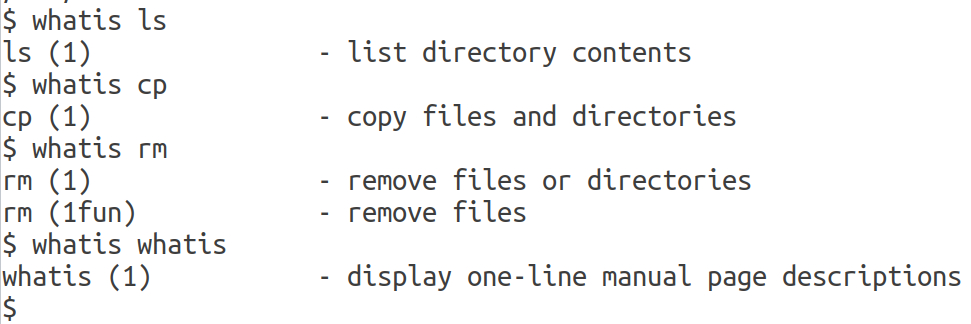 $ whatis ls
ls (1)               - list directory contents
$ whatis cp
cp (1)               - copy files and directories
$ whatis rm
rm (1)               - remove files or directories
rm (1fun)            - remove files
$ whatis whatis
whatis (1)           - display one-line manual page descriptions
$